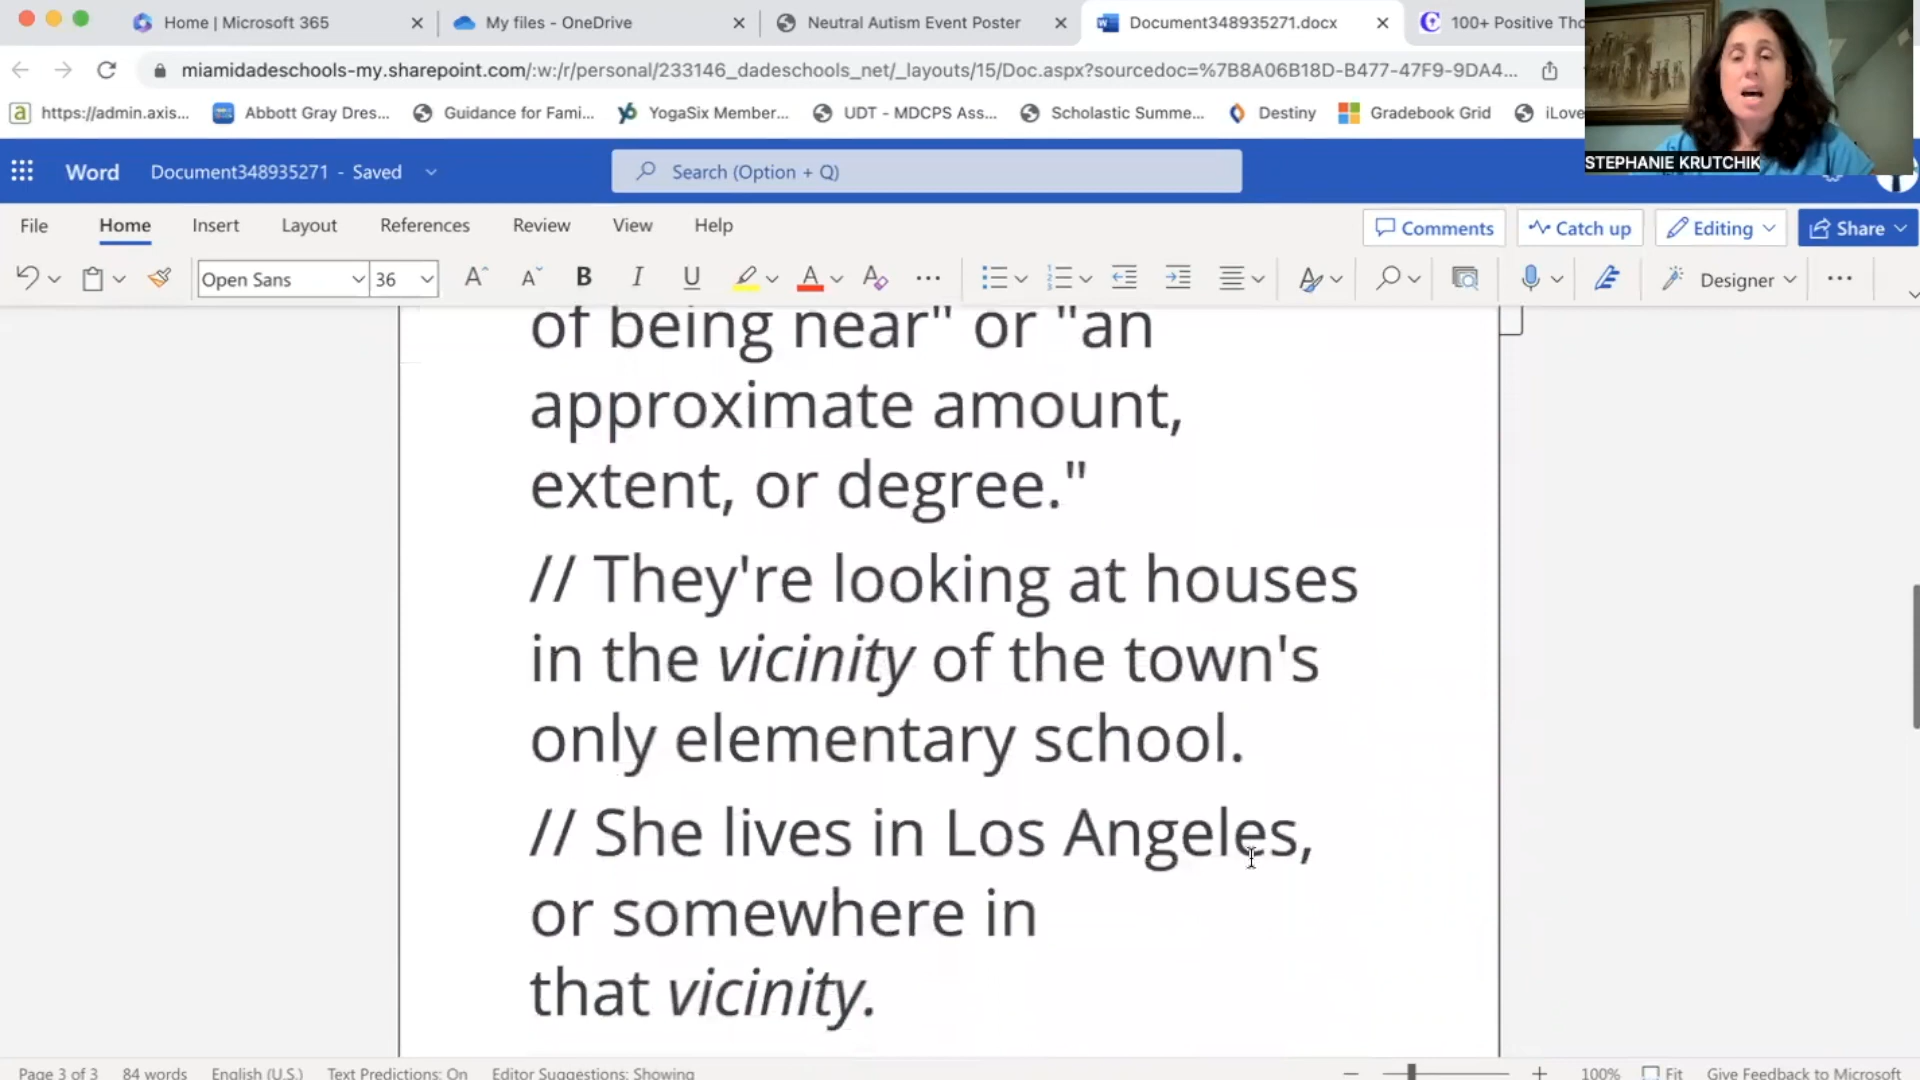 Home | Microsoft 365
My files - OneDrive
Neutral Autism Event Poster
Document348935271.docx
100+ Positive Tho
miamidadeschools-my.sharepoint.com/:w:/r/personal/233146_dadeschools_net/_layouts/15/Doc.aspx?sourcedoc=%7B8A06B18D-B477-47F9-9DA4...
https://admin.axis...
Abbott Gray Dres...
Guidance for Fami...
YogaSix Member...
UDT - MDCPS Ass...
Scholastic Summe...
Destiny
Gradebook Grid
iLove
STEPHANIE KRUTCHIK
Word
Document348935271 - Saved
Search (Option + Q)
File
Home
Insert
Layout
References
Review
View
Help
Comments
Catch up
Editing
Share
Open Sans
36
Designer
of being near" or "an
approximate amount,
extent, or degree."
// They're looking at houses
in the vicinity of the town's
only elementary school.
// She lives in Los Angeles,
or somewhere in
that vicinity.
Page 3 of 3
84 words
English (U.S.)
Text Predictions: On
Editor Suggestions: Showing
100%
Fit
Give Feedback to Microsoft